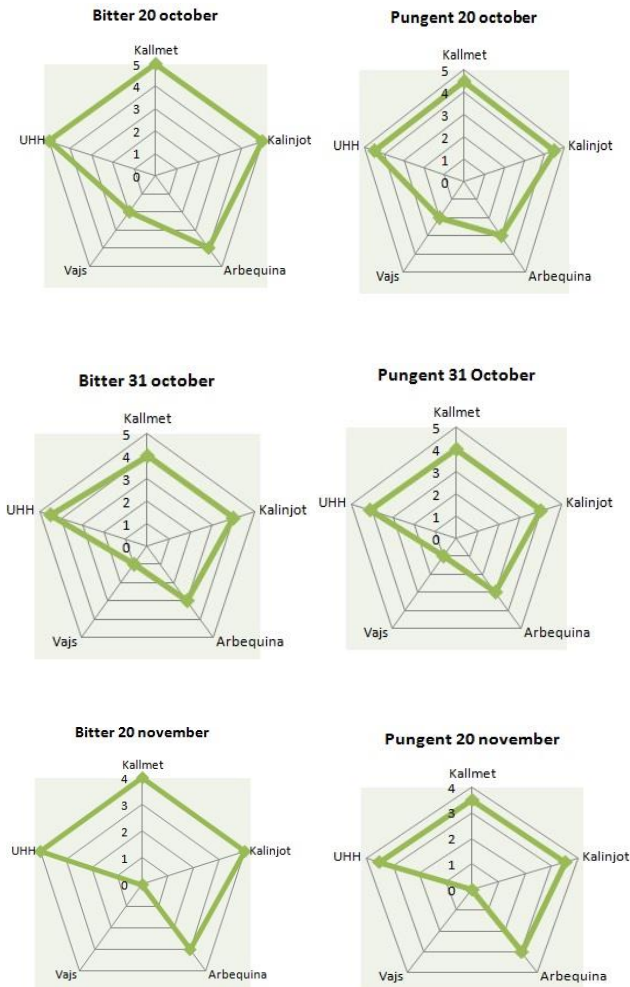 Bitter 20 october
Kallmet
5
4
3
2
1
0
UHH
Kalinjot
Vajs
Arbequina
Pungent 20 october
Kallmet
5
4
3
2
1
0
UHH
Kalinjot
Vajs
Arbequina
Bitter 31 october
Kallmet
5
4
3
2
1
0
UHH
Kalinjot
Vajs
Arbequina
Pungent 31 October
Kallmet
5
4
3
2
1
0
UHH
Kalinjot
Vajs
Arbequina
Bitter 20 november
Kallmet
4
3
2
1
0
UHH
Kalinjot
Vajs
Arbequina
Pungent 20 november
Kallmet
4
3
2
1
0
UHH
Kalinjot
Vajs
Arbequina